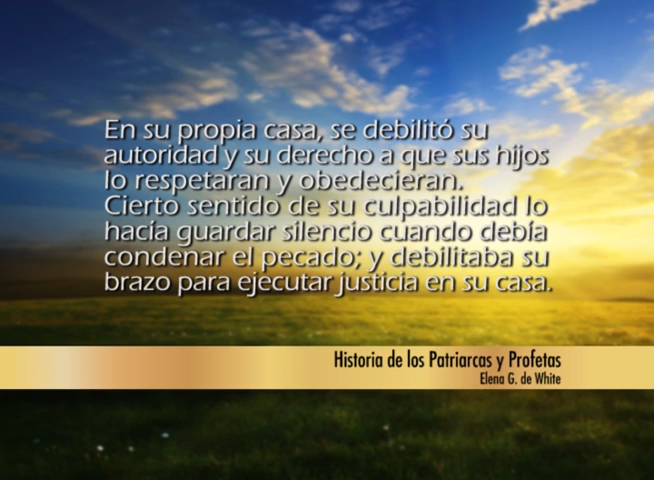 En su propia casa, se debilitó su
autoridad y su derecho a que sus hijos
lo respetaran y obedecieran.
Cierto sentido de su culpabilidad lo
hacía guardar silencio cuando debía
condenar el pecado; y debilitaba su
brazo para ejecutar justicia en su casa.
Historia de los Patriarcas y Profetas
Elena G. de White